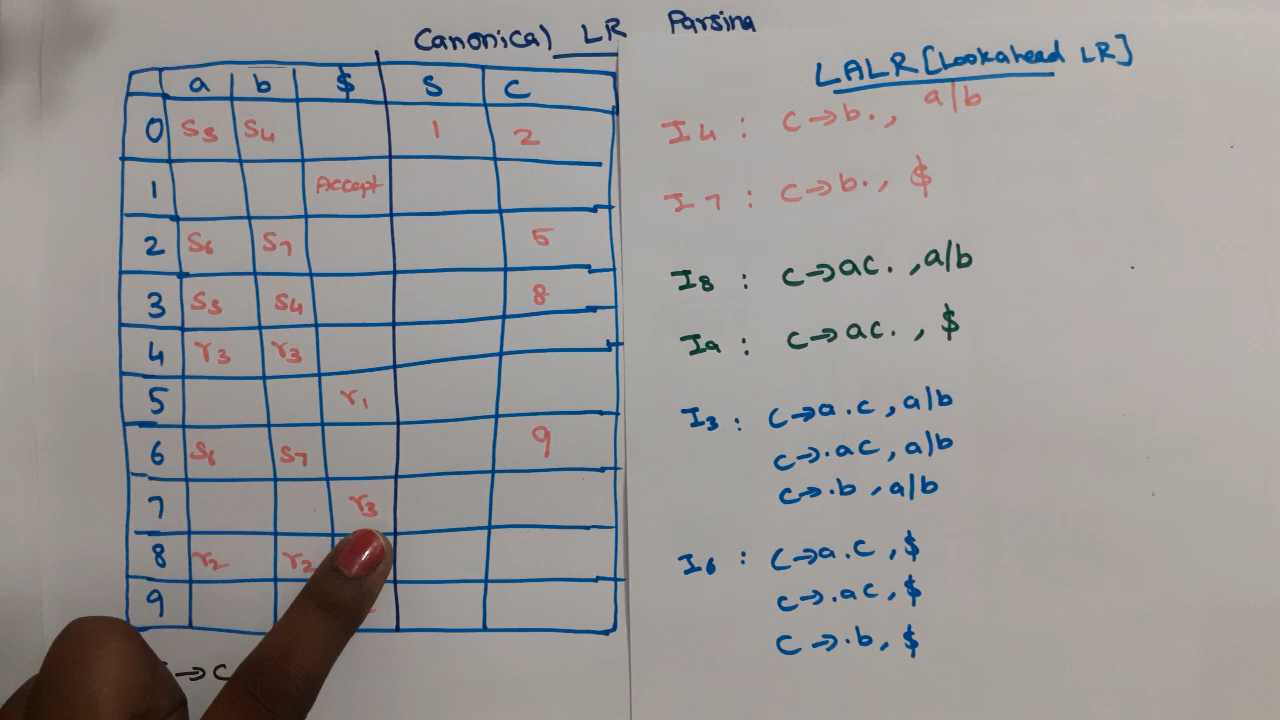 Canonical LR Parsing
a b $ S C
0 S3 S4 1 2
1 Accept
2 S6 S7 5
3 S3 S4 8
4 r3 r3
5 r1
6 S6 S7 9
7 r3
8 r2 r2
9
→ C
LALR [Lookahead LR]
I4 : C→b., a|b
I7 : C→b., $
I8 : C→aC. , a|b
I9 : C→aC. , $
I3 : C→a.C, a|b
C→.aC, a|b
C→.b, a|b
I6 : C→a.C, $
C→.aC, $
C→.b, $